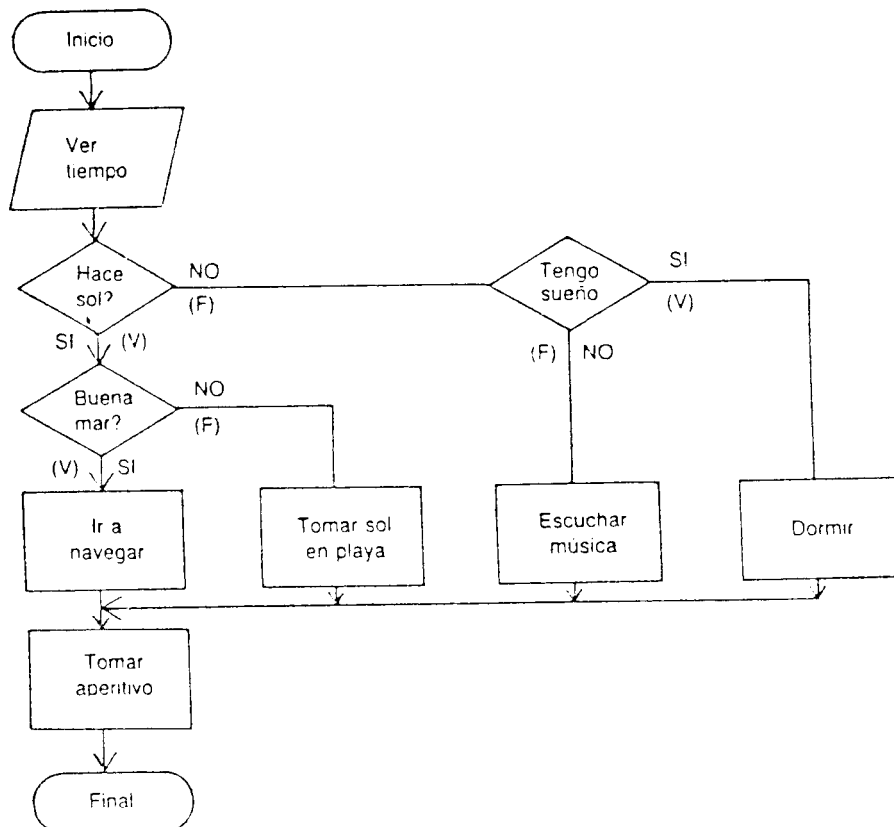 Inicio
Ver
tiempo
Hace
sol?
NO
(F)
Tengo
sueño
SI
(V)
SI
(V)
(F)
NO
Buena
mar?
NO
(F)
(V)
SI
Ir a
navegar
Tomar sol
en playa
Escuchar
música
Dormir
Tomar
aperitivo
Final